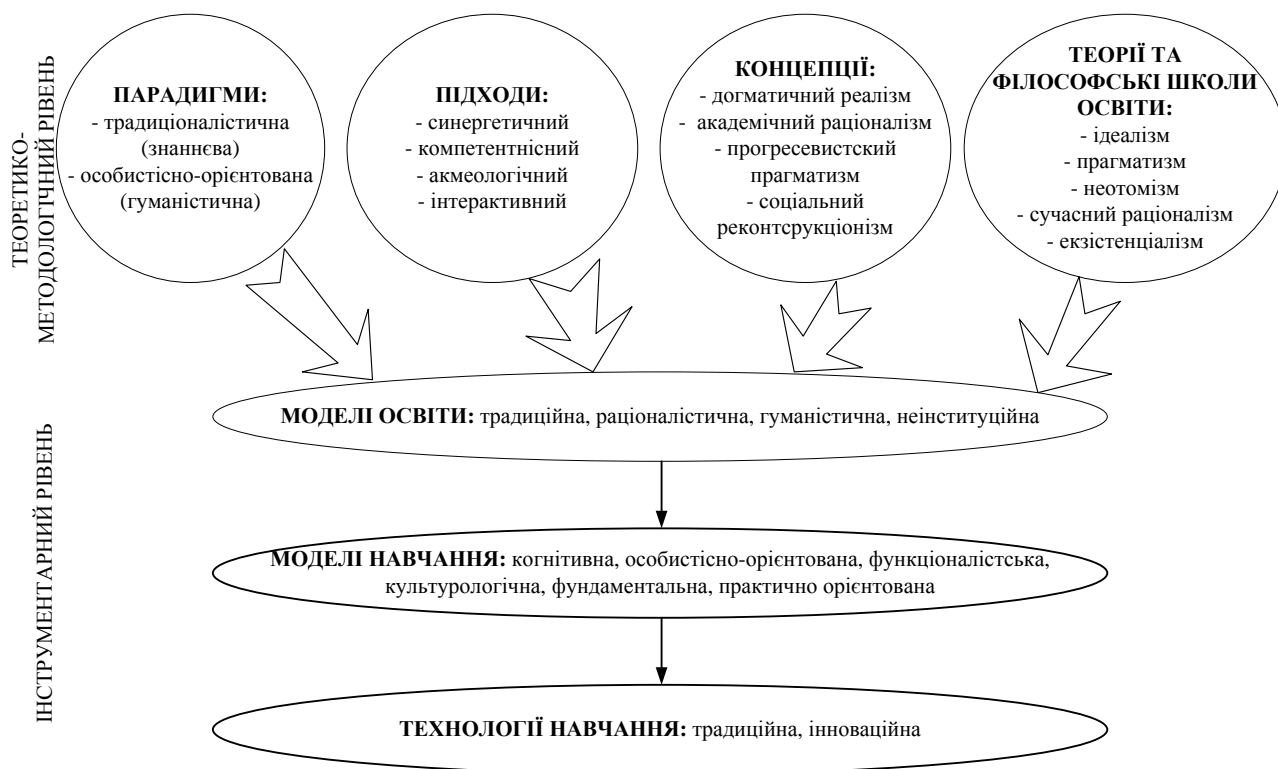 ТЕОРЕТИКО-
МЕТОДОЛОГІЧНИЙ РІВЕНЬ
ПАРАДИГМИ:
- традиціоналістична
(знаннєва)
- особистісно-орієнтована
(гуманістична)
ПІДХОДИ:
- синергетичний
- компетентнісний
- акмеологічний
- інтерактивний
КОНЦЕПЦІЇ:
- догматичний реалізм
- академічний раціоналізм
- прогресевистский
прагматизм
- соціальний
реконтсрукціонізм
ТЕОРІЇ ТА
ФІЛОСОФСЬКІ ШКОЛИ
ОСВІТИ:
- ідеалізм
- прагматизм
- неотомізм
- сучасний раціоналізм
- екзістенціалізм
ІНСТРУМЕНТАРНИЙ РІВЕНЬ
МОДЕЛІ ОСВІТИ: традиційна, раціоналістична, гуманістична, неінституційна
МОДЕЛІ НАВЧАННЯ: когнітивна, особистісно-орієнтована, функціоналістська,
культурологічна, фундаментальна, практично орієнтована
ТЕХНОЛОГІЇ НАВЧАННЯ: традиційна, інноваційна